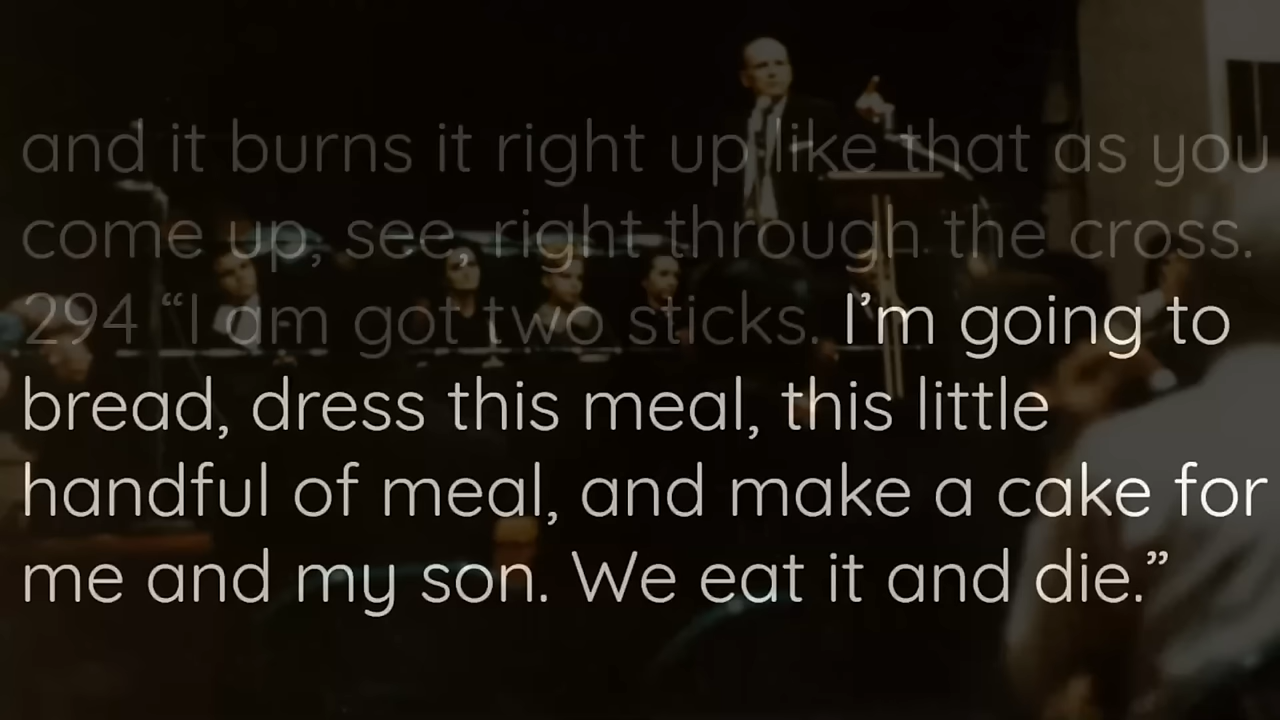 and it burns it right up like that as you
come up, see, right through the cross.
294 “I am got two sticks. I’m going to
bread, dress this meal, this little
handful of meal, and make a cake for
me and my son. We eat it and die.”